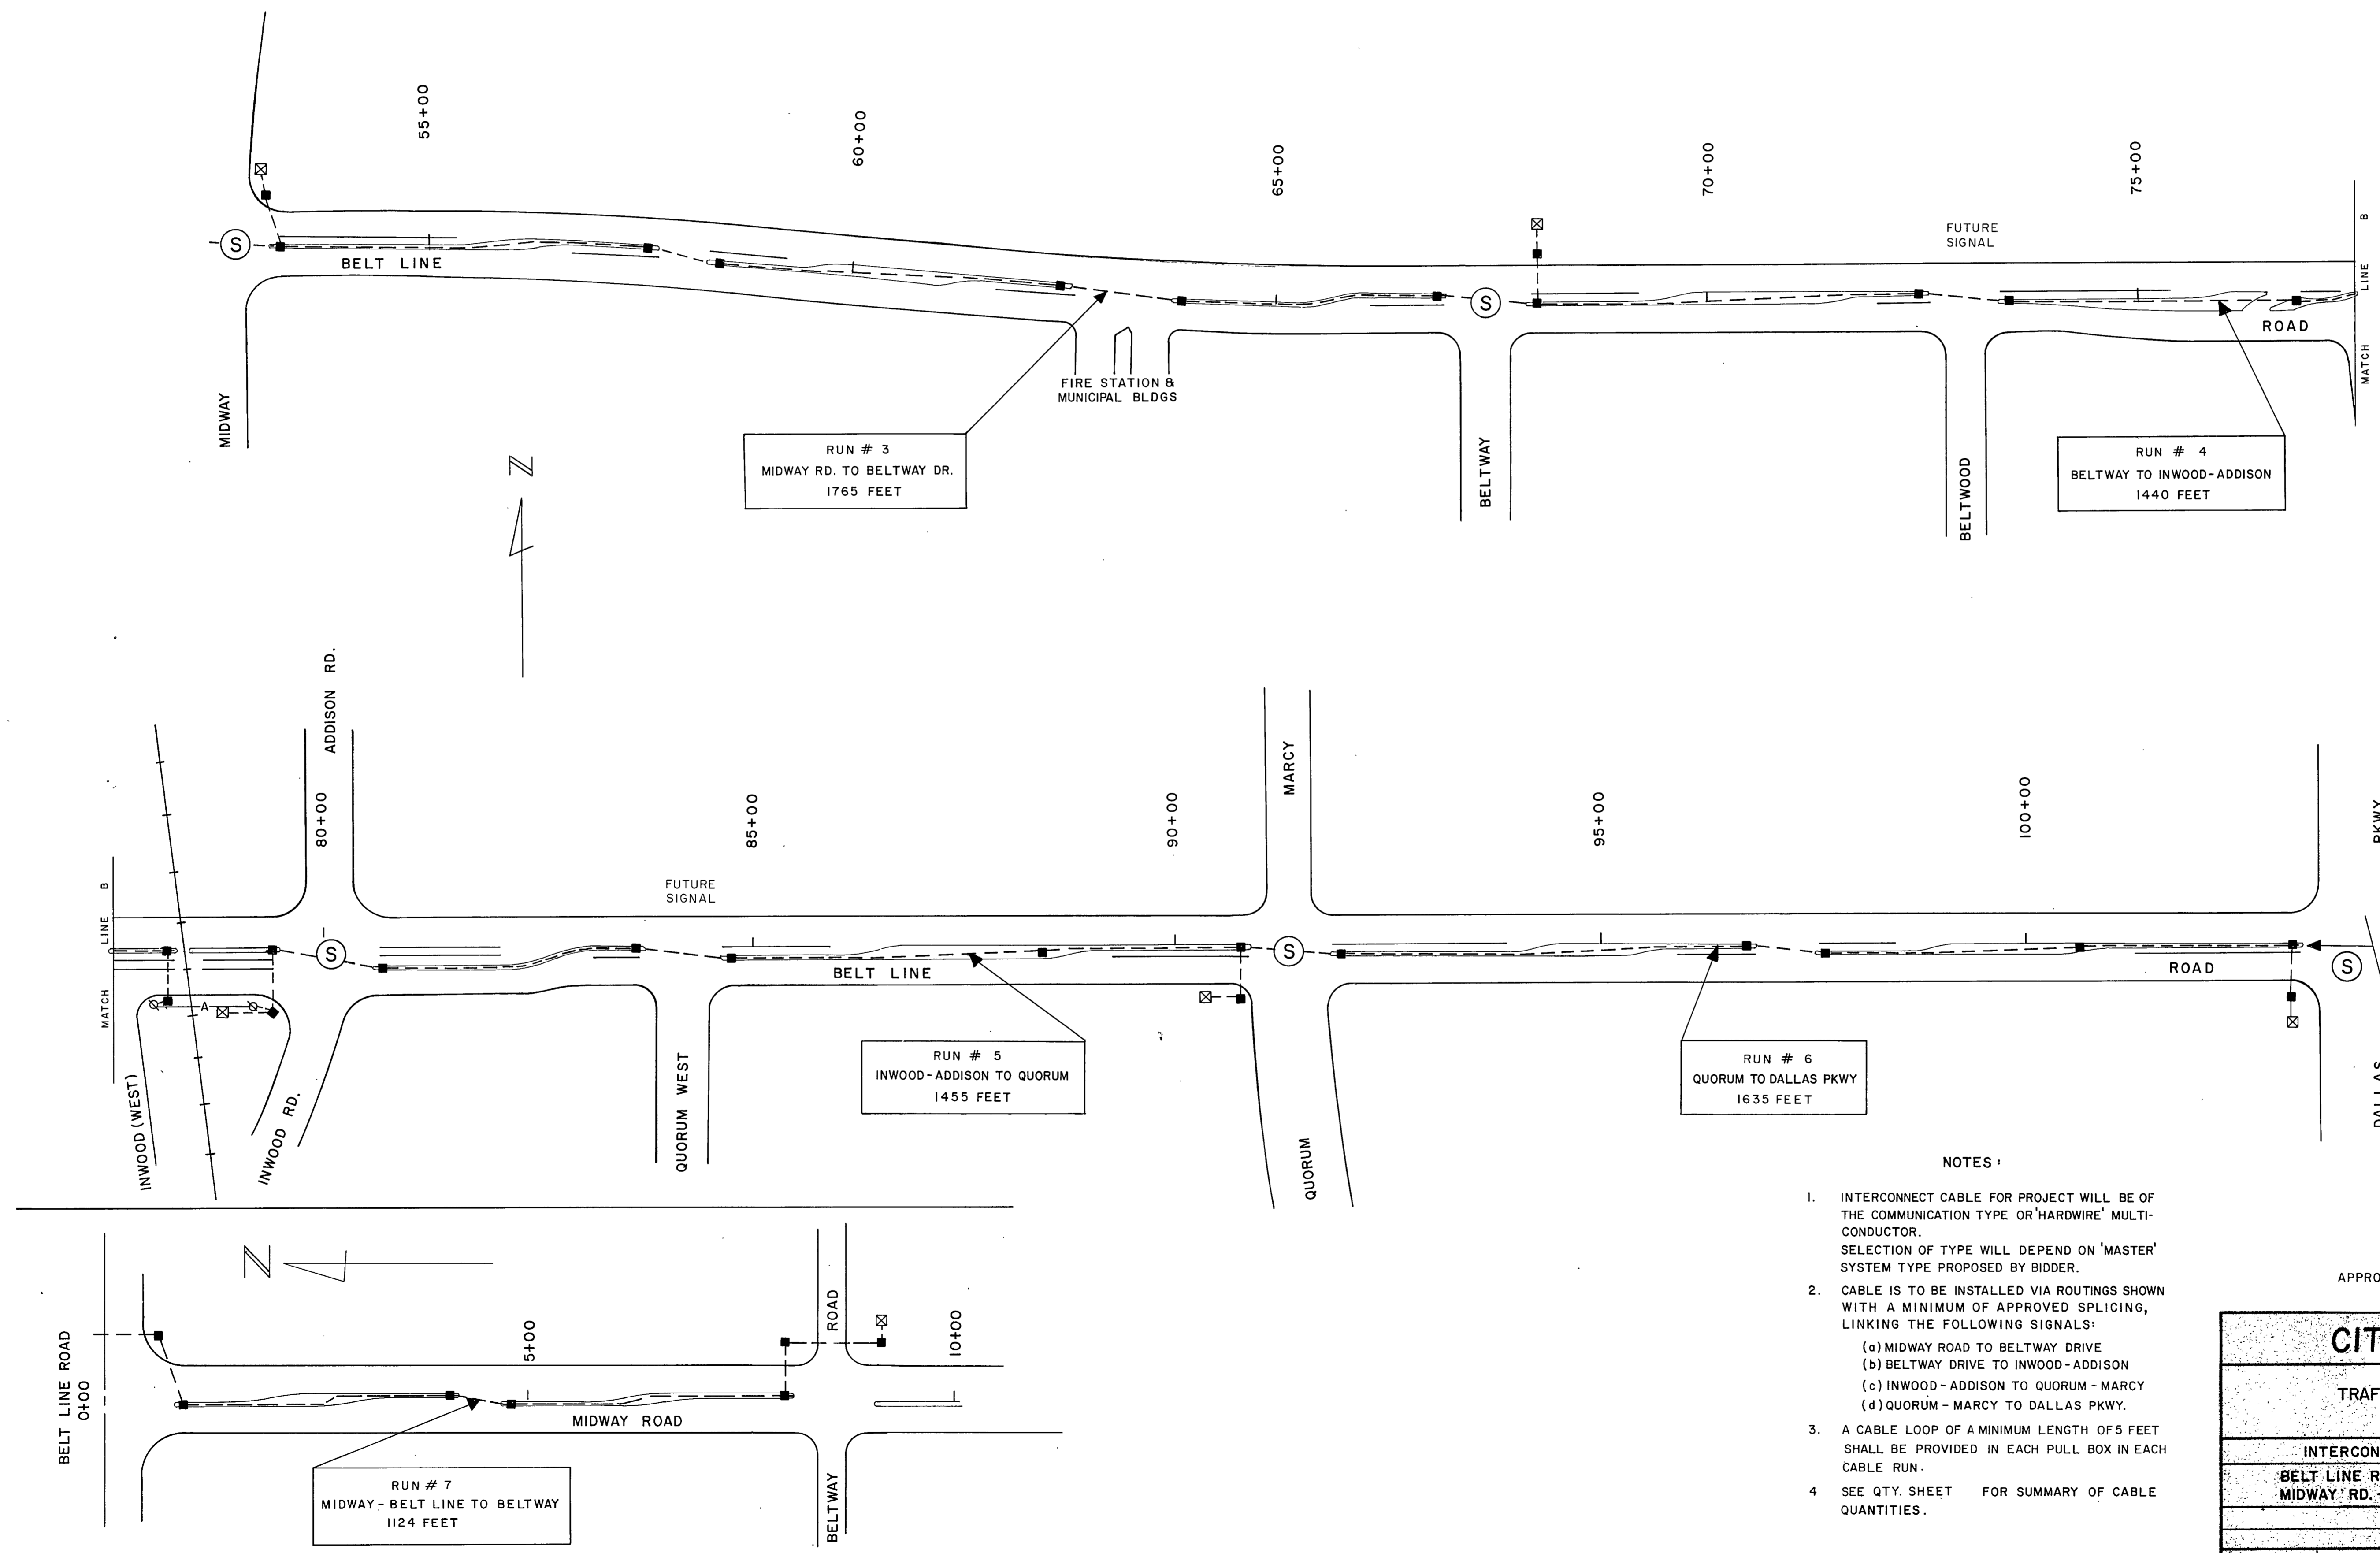 55+00
60+00
65+00
70+00
75+00
FUTURE
SIGNAL
S
BELT LINE
S
ROAD
MATCH LINE B
FIRE STATION &
MUNICIPAL BLDGS
MIDWAY
BELTWAY
BELTWOOD
RUN # 3
MIDWAY RD. TO BELTWAY DR.
1765 FEET
RUN # 4
BELTWAY TO INWOOD-ADDISON
1440 FEET
N
ADDISON RD.
MARCY
80+00
85+00
90+00
95+00
100+00
PKWY
MATCH LINE B
FUTURE
SIGNAL
S
BELT LINE
S
ROAD
S
A
INWOOD (WEST)
INWOOD RD.
QUORUM WEST
QUORUM
DALLAS
RUN # 5
INWOOD-ADDISON TO QUORUM
1455 FEET
RUN # 6
QUORUM TO DALLAS PKWY
1635 FEET
N
BELT LINE ROAD
0+00
5+00
ROAD
10+00
MIDWAY ROAD
BELTWAY
RUN # 7
MIDWAY - BELT LINE TO BELTWAY
1124 FEET
NOTES:
1. INTERCONNECT CABLE FOR PROJECT WILL BE OF
THE COMMUNICATION TYPE OR 'HARDWIRE' MULTI-
CONDUCTOR.
SELECTION OF TYPE WILL DEPEND ON 'MASTER'
SYSTEM TYPE PROPOSED BY BIDDER.
2. CABLE IS TO BE INSTALLED VIA ROUTINGS SHOWN
WITH A MINIMUM OF APPROVED SPLICING,
LINKING THE FOLLOWING SIGNALS:
(a) MIDWAY ROAD TO BELTWAY DRIVE
(b) BELTWAY DRIVE TO INWOOD-ADDISON
(c) INWOOD-ADDISON TO QUORUM-MARCY
(d) QUORUM-MARCY TO DALLAS PKWY.
3. A CABLE LOOP OF A MINIMUM LENGTH OF 5 FEET
SHALL BE PROVIDED IN EACH PULL BOX IN EACH
CABLE RUN.
4 SEE QTY. SHEET FOR SUMMARY OF CABLE
QUANTITIES.
APPRO
CIT
TRAF
INTERCON
BELT LINE R
MIDWAY RD. -